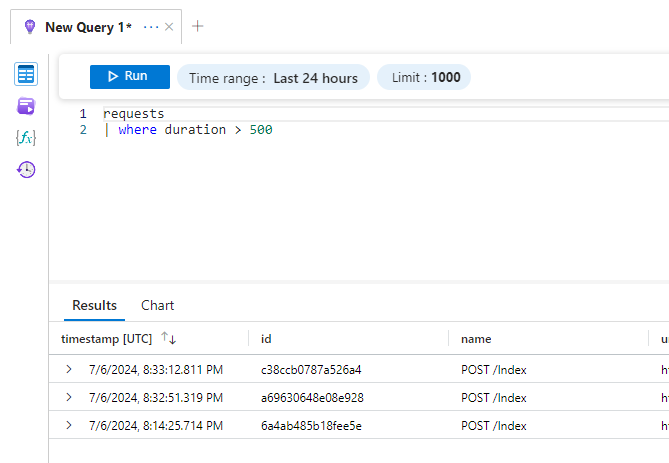 New Query 1* ···
Run
Time range : Last 24 hours
Limit : 1000
1 requests
2 | where duration > 500
Results Chart
timestamp [UTC] id name
7/6/2024, 8:33:12.811 PM c38ccb0787a526a4 POST /Index
7/6/2024, 8:32:51.319 PM a69630648e08e928 POST /Index
7/6/2024, 8:14:25.714 PM 6a4ab485b18fee5e POST /Index